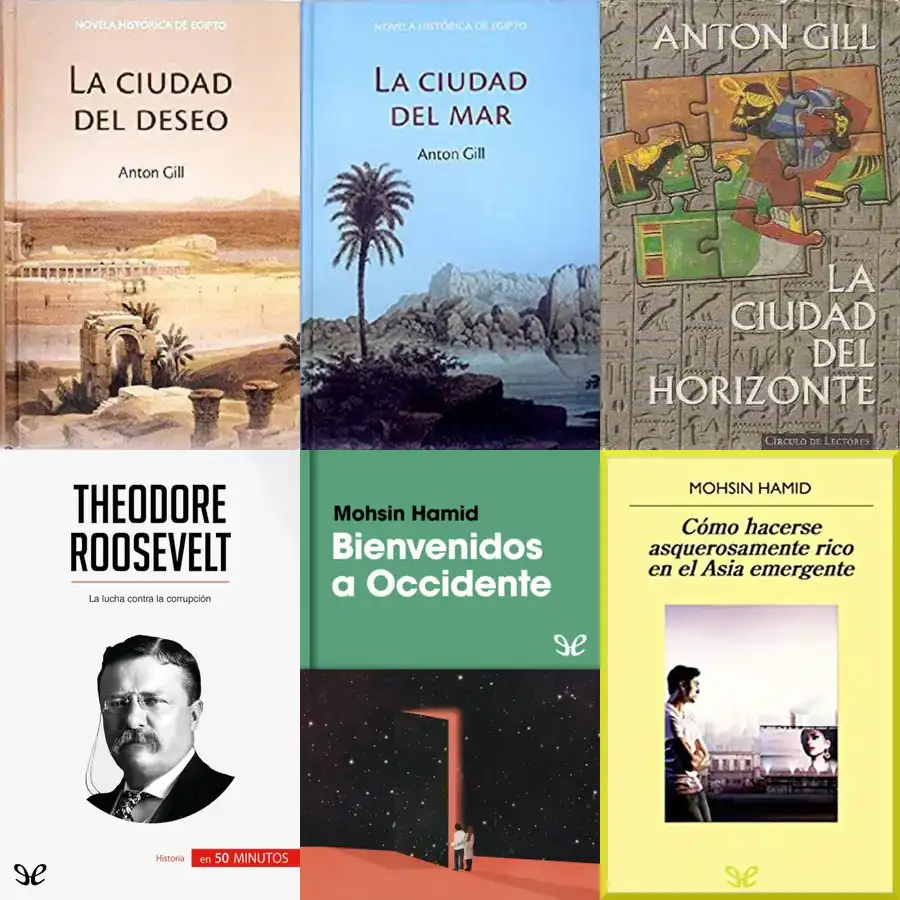 NOVELA HISTÓRICA DE EGIPTO
LA CIUDAD
DEL DESEO
Anton Gill
NOVELA HISTÓRICA DE EGIPTO
LA CIUDAD
DEL MAR
Anton Gill
ANTON GILL
LA
CIUDAD
DEL
HORIZONTE
CÍRCULO DE LECTORES
THEODORE
ROOSEVELT
La lucha contra la corrupción
Historia en 50 MINUTOS
Mohsin Hamid
Bienvenidos
a Occidente
MOHSIN HAMID
Cómo hacerse
asquerosamente rico
en el Asia emergente